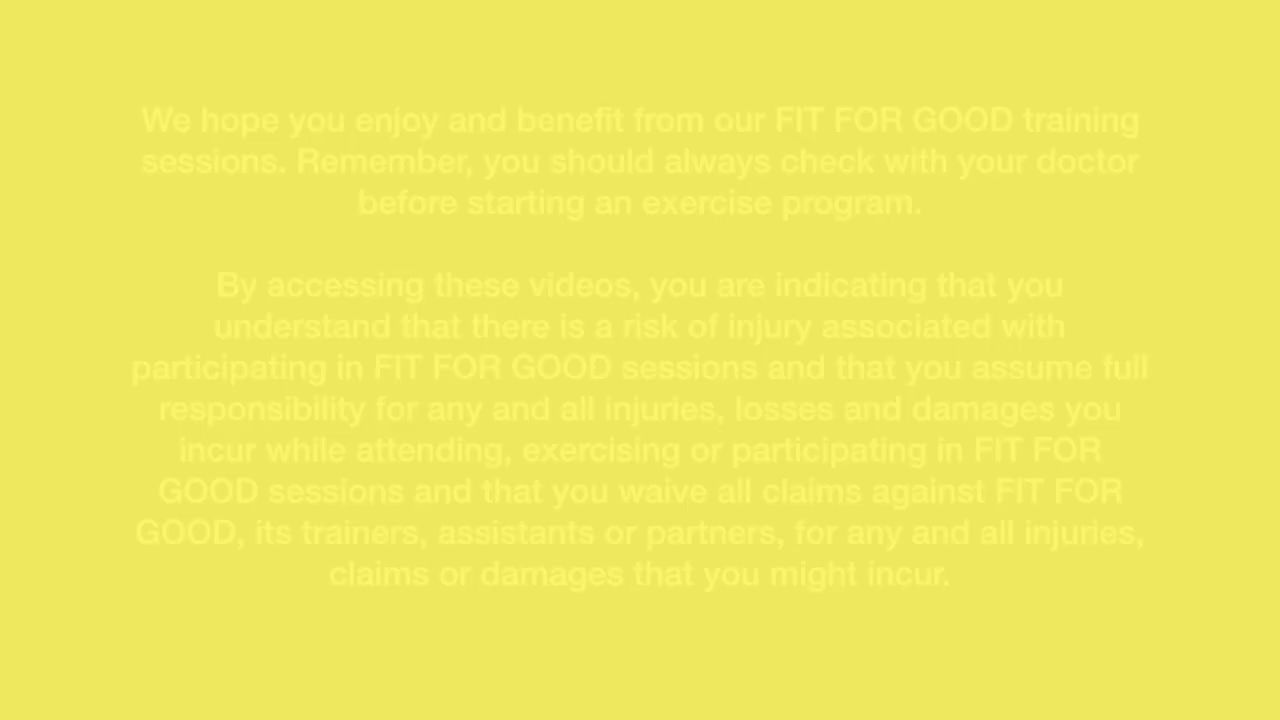 We hope you enjoy and benefit from our FIT FOR GOOD training
sessions. Remember, you should always check with your doctor
before starting an exercise program.
By accessing these videos, you are indicating that you
understand that there is a risk of injury associated with
participating in FIT FOR GOOD sessions and that you assume full
responsibility for any and all injuries, losses and damages you
incur while attending, exercising or participating in FIT FOR
GOOD sessions and that you waive all claims against FIT FOR
GOOD, its trainers, assistants or partners, for any and all injuries,
claims or damages that you might incur.